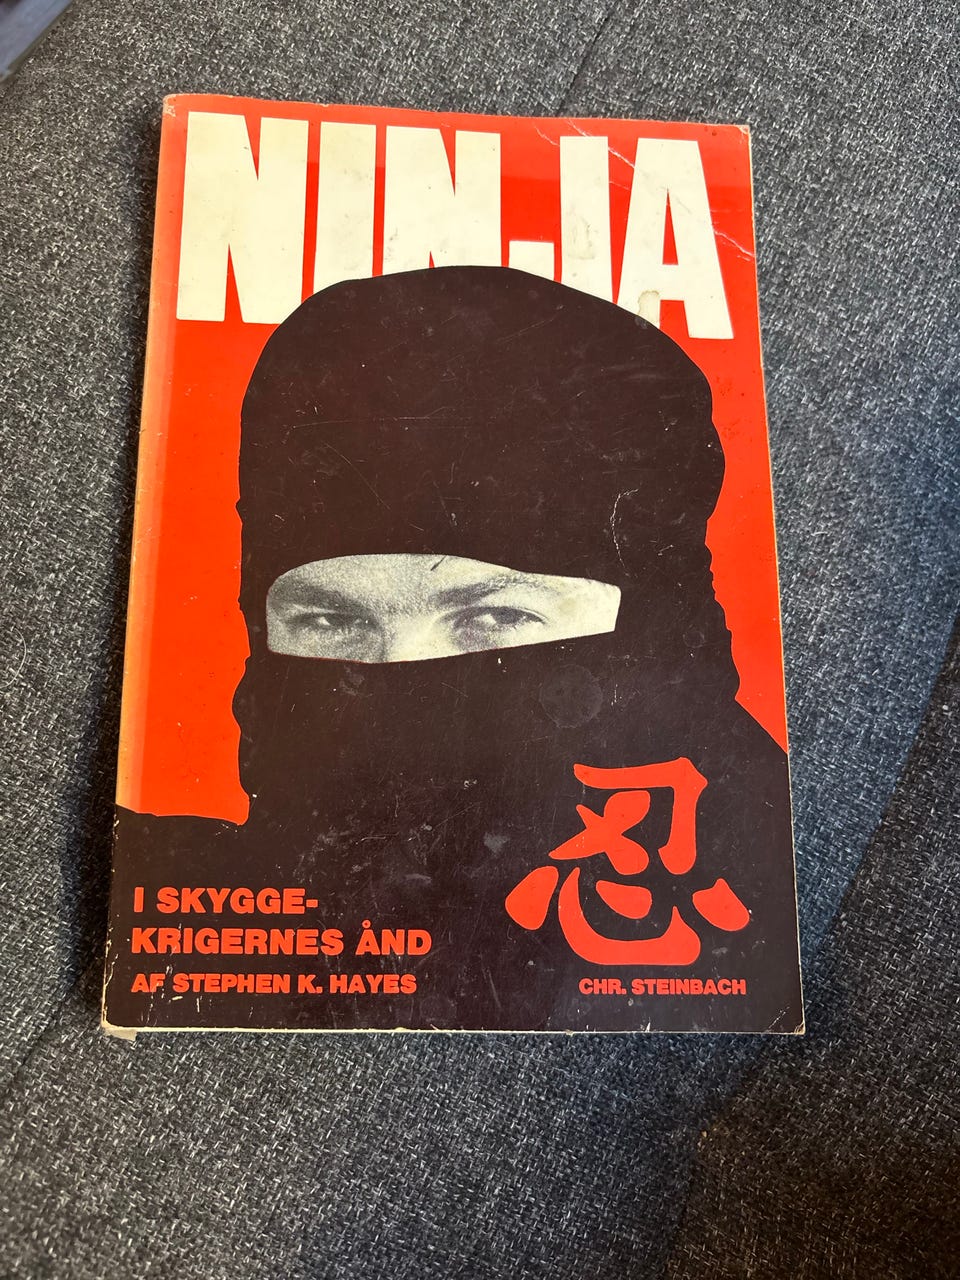 NINJA
忍
I SKYGGE-
KRIGERNES ÅND
AF STEPHEN K. HAYES
CHR. STEINBACH